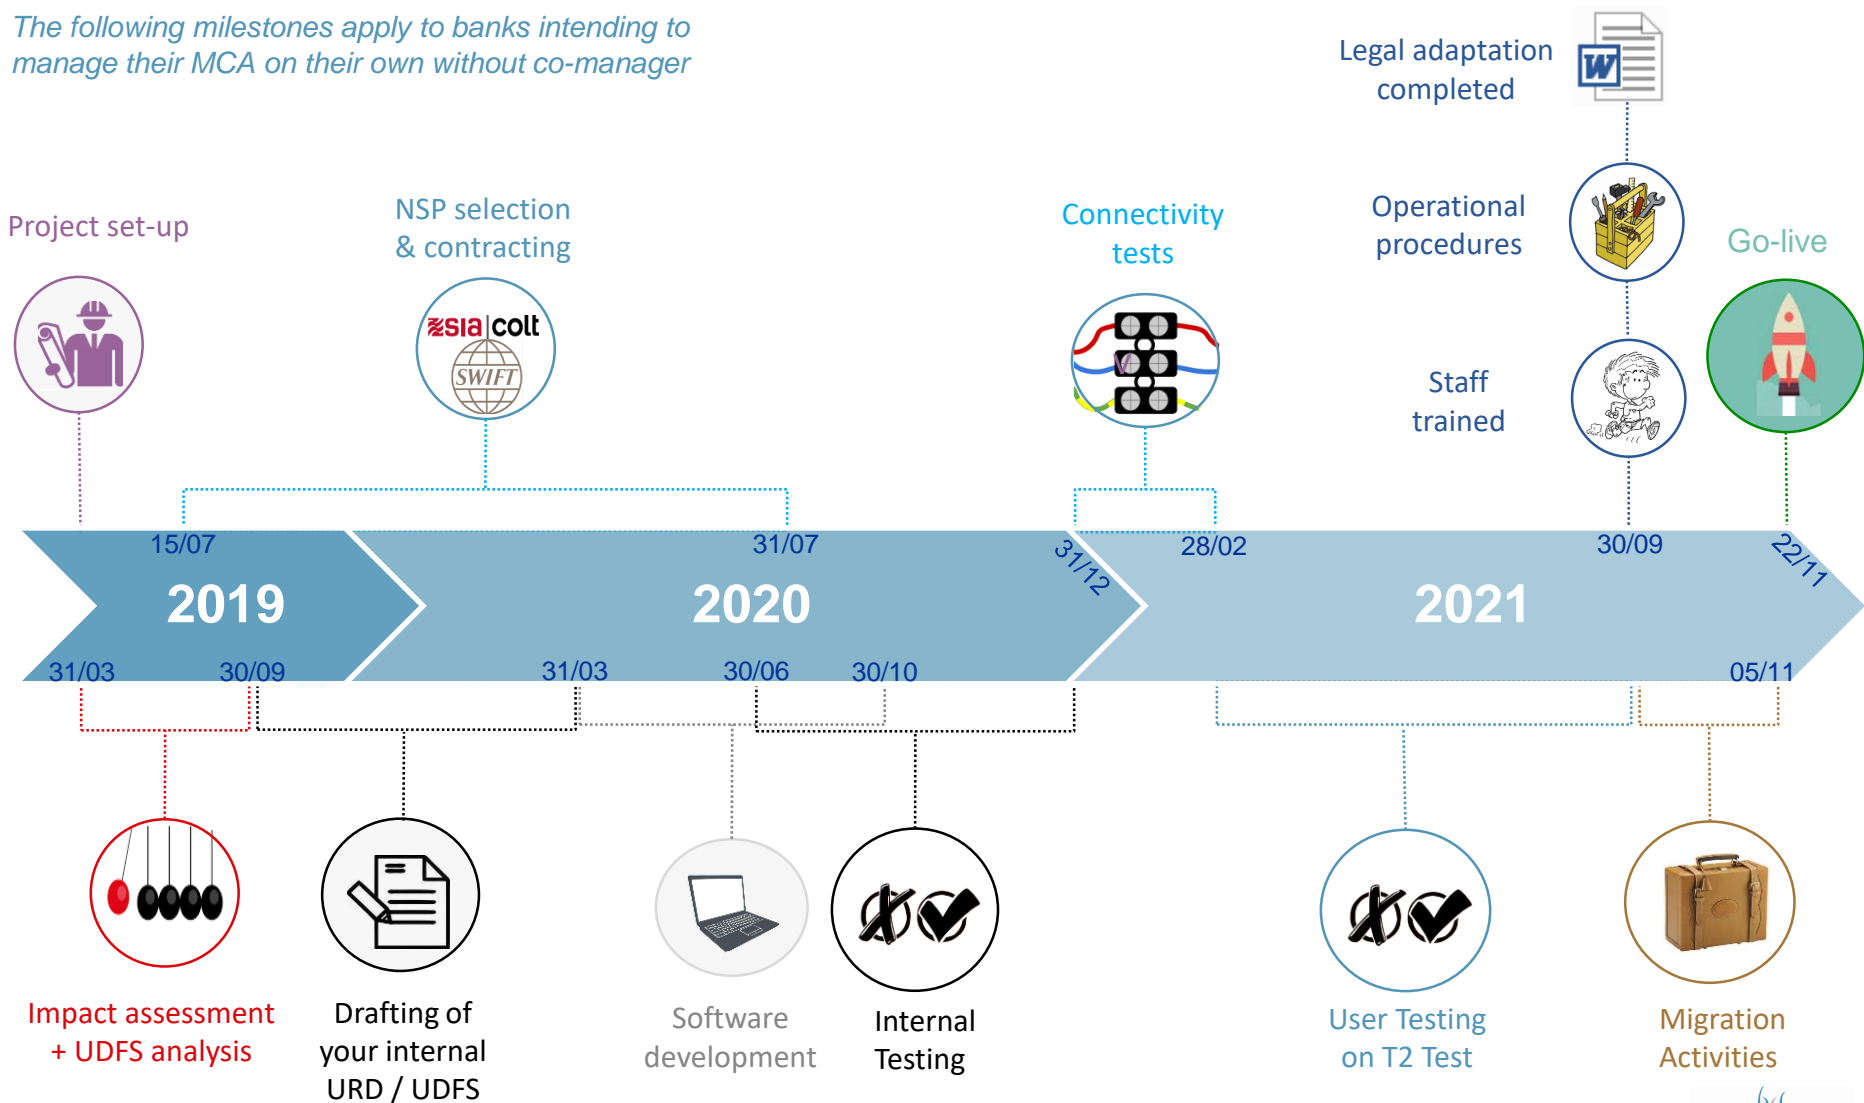 The following milestones apply to banks intending to
manage their MCA on their own without co-manager
Legal adaptation
completed
W
Project set-up
NSP selection
& contracting
Connectivity
tests
Operational
procedures
Go-live
sia colt
SWIFT
Staff
trained
15/07
31/07
31/12
28/02
30/09
22/11
2019
2020
2021
31/03
30/09
31/03
30/06
30/10
05/11
Impact assessment
+ UDFS analysis
Drafting of
your internal
URD / UDFS
Software
development
Internal
Testing
User Testing
on T2 Test
Migration
Activities